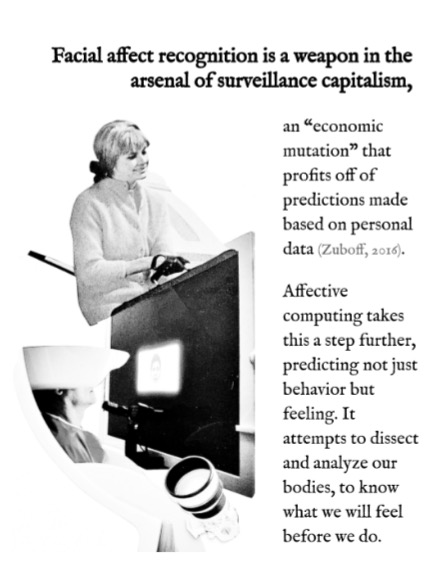 Facial affect recognition is a weapon in the
arsenal of surveillance capitalism,
an “economic
mutation” that
profits off of
predictions made
based on personal
data (Zuboff, 2016).
Affective
computing takes
this a step further,
predicting not just
behavior but
feeling. It
attempts to dissect
and analyze our
bodies, to know
what we will feel
before we do.